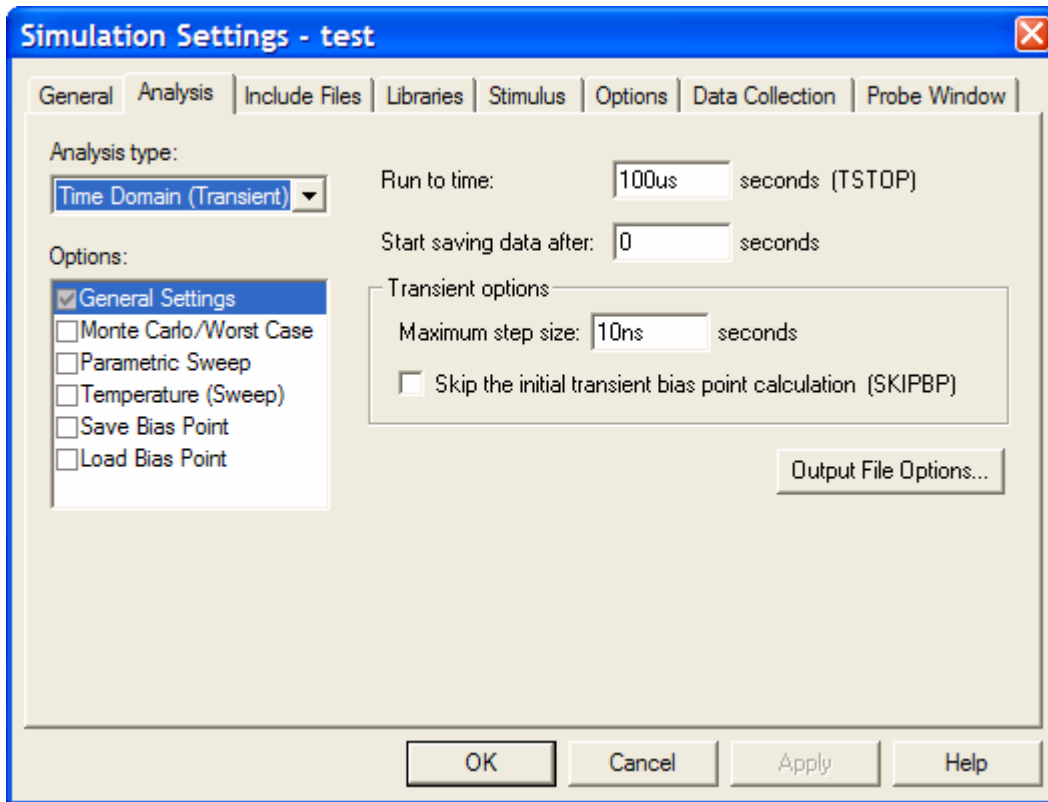 Simulation Settings - test
General Analysis Include Files Libraries Stimulus Options Data Collection Probe Window
Analysis type:
Time Domain (Transient)
Options:
General Settings
Monte Carlo/Worst Case
Parametric Sweep
Temperature (Sweep)
Save Bias Point
Load Bias Point
Run to time: 100us seconds (TSTOP)
Start saving data after: 0 seconds
Transient options
Maximum step size: 10ns seconds
Skip the initial transient bias point calculation (SKIPBP)
Output File Options...
OK Cancel Apply Help